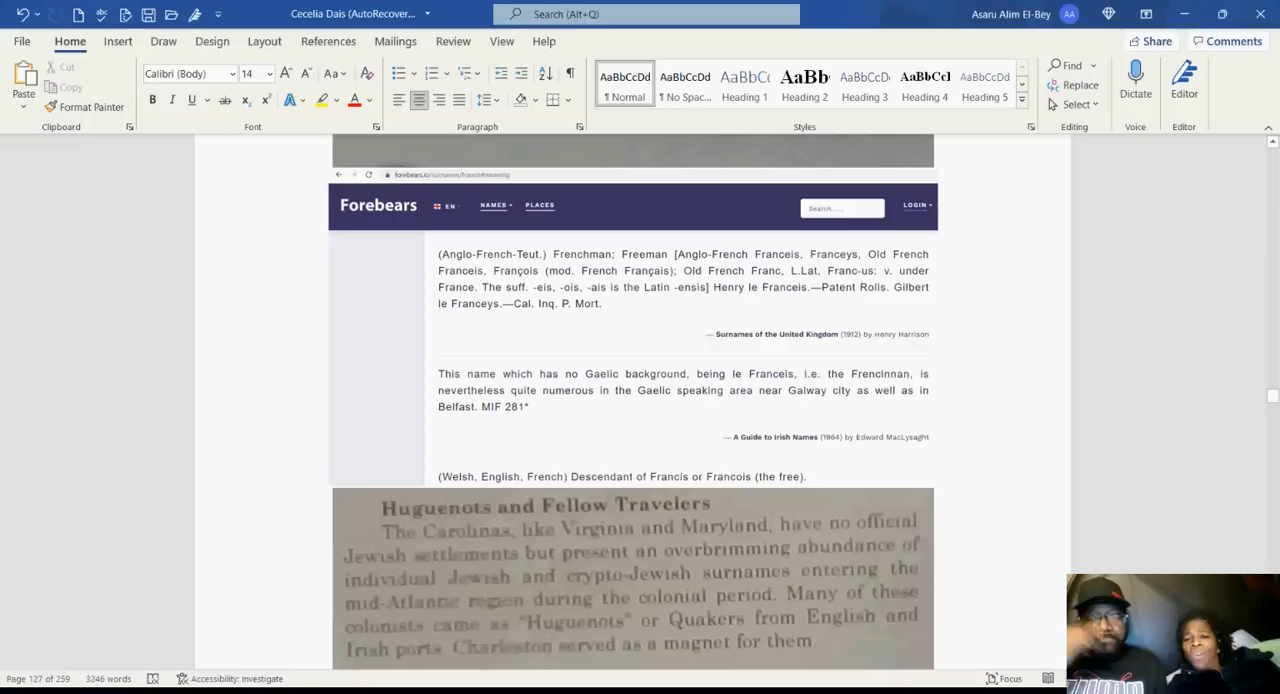 Cecelia Dais (AutoRecover...
Search (Alt+Q)
Asaru Alim El-Bey
AA
File Home Insert Draw Design Layout References Mailings Review View Help
Share
Comments
Paste
Cut
Copy
Format Painter
Clipboard
Calibri (Body)
14
Font
Paragraph
AaBbCcDd
¶ Normal
AaBbCcDd
¶ No Spac...
AaBbC(
Heading 1
AaBb
Heading 2
AaBbCcDd
Heading 3
AaBbCcI
Heading 4
AaBbCcDd
Heading 5
Styles
Find
Replace
Select
Editing
Dictate
Voice
Editor
Editor
Forebears
EN
NAMES
PLACES
Search . . .
LOGIN
(Anglo-French-Teut.) Frenchman; Freeman [Anglo-French Franceis, Franceys, Old French
Franceis, François (mod. French Français); Old French Franc, L.Lat, Franc-us: v. under
France. The suff. -eis, -ois, -ais is the Latin -ensis] Henry le Franceis.—Patent Rolls. Gilbert
le Franceys.—Cal. Inq. P. Mort.
— Surnames of the United Kingdom (1912) by Henry Harrison
This name which has no Gaelic background, being le Franceis, i.e. the Frenclnnan, is
nevertheless quite numerous in the Gaelic speaking area near Galway city as well as in
Belfast. MIF 281*
— A Guide to Irish Names (1964) by Edward MacLysaght
(Welsh, English, French) Descendant of Francis or Francois (the free).
Huguenots and Fellow Travelers
The Carolinas, like Virginia and Maryland, have no official
Jewish settlements but present an overbrimming abundance of
individual Jewish and crypto-Jewish surnames entering the
mid-Atlantic region during the colonial period. Many of these
colonists came as "Huguenots" or Quakers from English and
Irish ports. Charleston served as a magnet for them.
Page 127 of 259
3246 words
Accessibility: Investigate
Focus